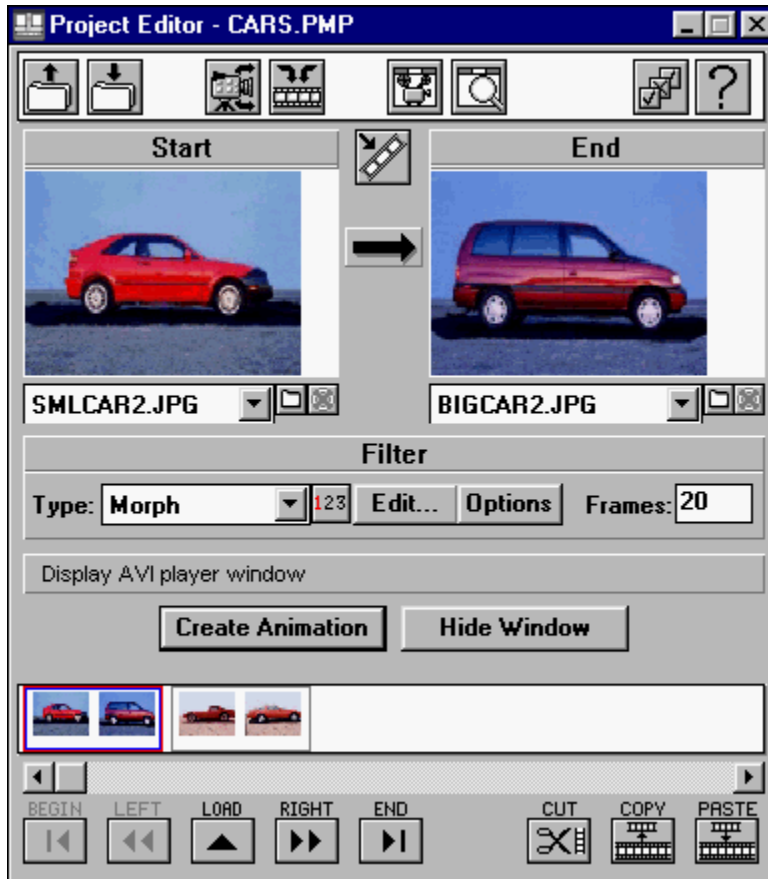 Project Editor - CARS.PMP
Start
End
SMLCAR2.JPG
BIGCAR2.JPG
Filter
Type: Morph 123 Edit... Options Frames: 20
Display AVI player window
Create Animation Hide Window
BEGIN LEFT LOAD RIGHT END CUT COPY PASTE